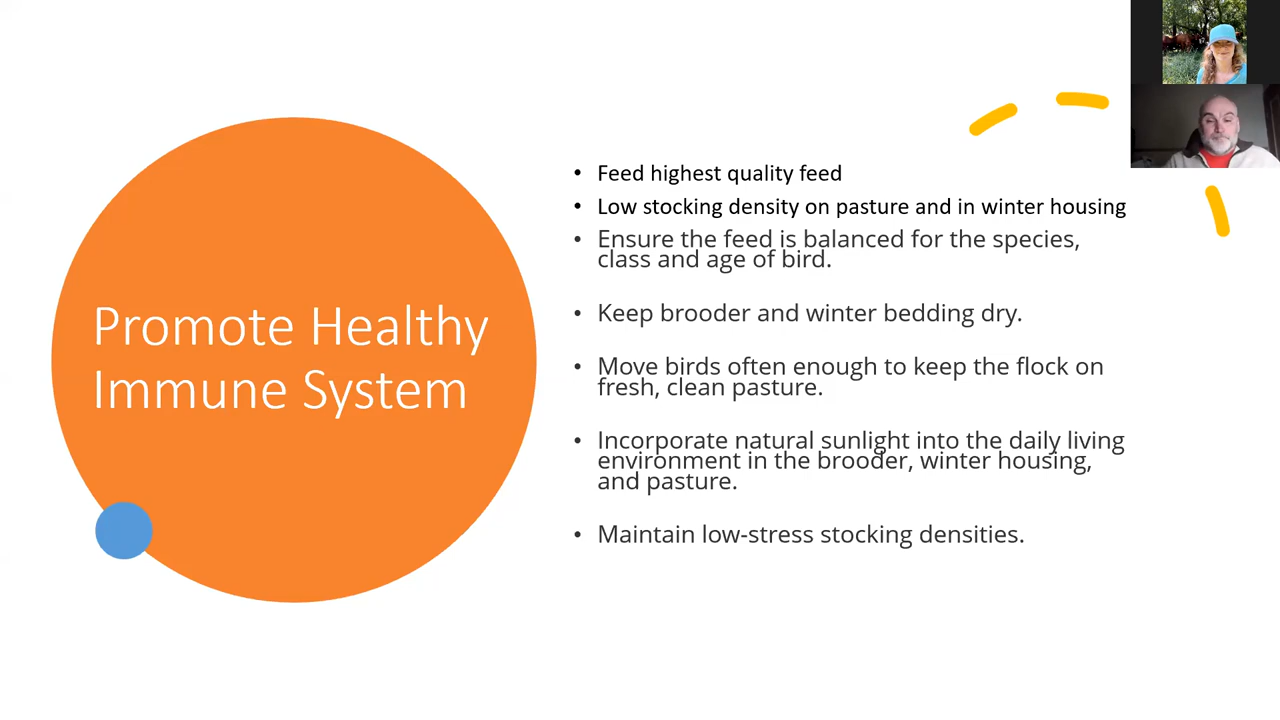 Promote Healthy
Immune System
• Feed highest quality feed
• Low stocking density on pasture and in winter housing
• Ensure the feed is balanced for the species,
class and age of bird.
• Keep brooder and winter bedding dry.
• Move birds often enough to keep the flock on
fresh, clean pasture.
• Incorporate natural sunlight into the daily living
environment in the brooder, winter housing,
and pasture.
• Maintain low-stress stocking densities.